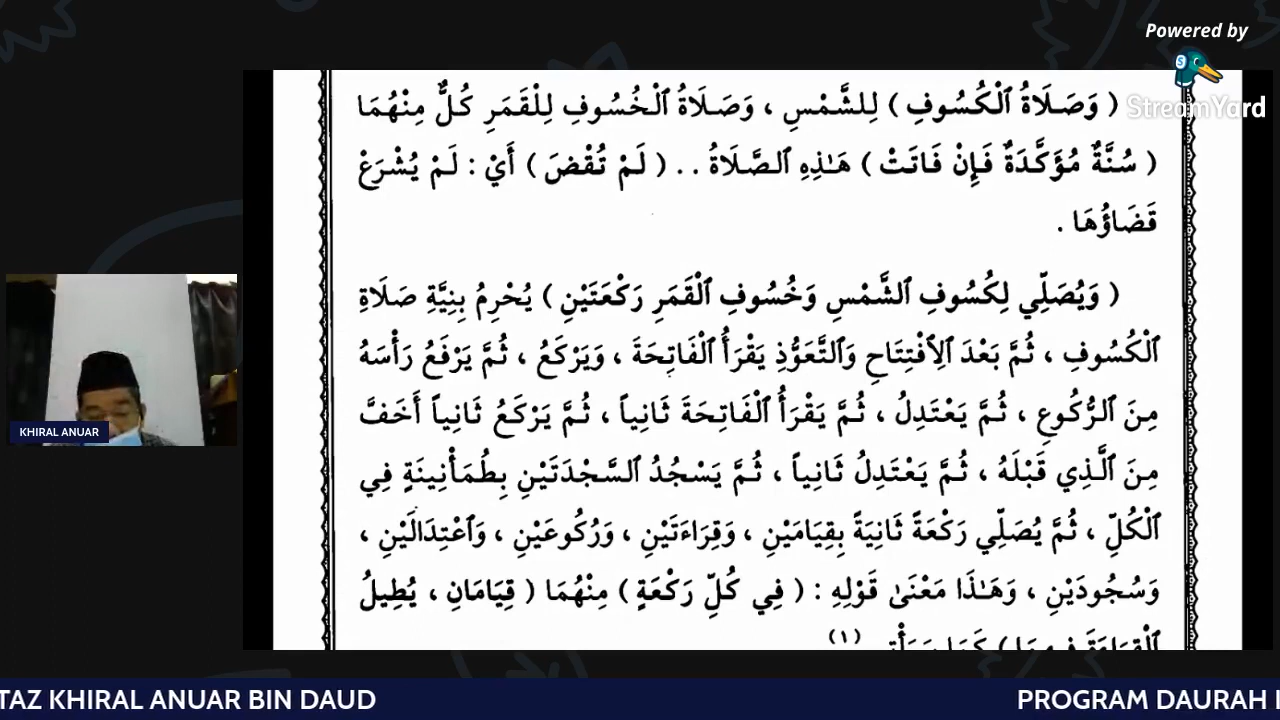 Powered by
StreamYard
( وَصَلَاةُ ٱلْكُسُوفِ ) لِلشَّمْسِ ، وَصَلَاةُ ٱلْخُسُوفِ لِلْقَمَرِ كُلٌّ مِنْهُمَا
( سُنَّةٌ مُؤَكَّدَةٌ فَإِنْ فَاتَتْ ) هَـٰذِهِ ٱلصَّلَاةُ . . ( لَمْ تُقْضَ ) أَيْ : لَمْ يُشْرَعْ
قَضَاؤُهَا .
( وَيُصَلِّي لِكُسُوفِ ٱلشَّمْسِ وَخُسُوفِ ٱلْقَمَرِ رَكْعَتَيْنِ ) يُحْرِمُ بِنِيَّةِ صَلَاةِ
ٱلْكُسُوفِ ، ثُمَّ بَعْدَ ٱلِٱفْتِتَاحِ وَٱلتَّعَوُّذِ يَقْرَأُ ٱلْفَاتِحَةَ ، وَيَرْكَعُ ، ثُمَّ يَرْفَعُ رَأْسَهُ
مِنَ ٱلرُّكُوعِ ، ثُمَّ يَعْتَدِلُ ، ثُمَّ يَقْرَأُ ٱلْفَاتِحَةَ ثَانِياً ، ثُمَّ يَرْكَعُ ثَانِياً أَخَفَّ
مِنَ ٱلَّذِي قَبْلَهُ ، ثُمَّ يَعْتَدِلُ ثَانِياً ، ثُمَّ يَسْجُدُ ٱلسَّجْدَتَيْنِ بِطُمَأْنِينَةٍ فِي
ٱلْكُلِّ ، ثُمَّ يُصَلِّي رَكْعَةً ثَانِيَةً بِقِيَامَيْنِ ، وَقِرَاءَتَيْنِ ، وَرُكُوعَيْنِ ، وَٱعْتِدَالَيْنِ ،
وَسُجُودَيْنِ ، وَهَـٰذَا مَعْنَىٰ قَوْلِهِ : ( فِي كُلِّ رَكْعَةٍ ) مِنْهُمَا ( قِيَامَانِ ، يُطِيلُ
KHIRAL ANUAR
TAZ KHIRAL ANUAR BIN DAUD
PROGRAM DAURAH